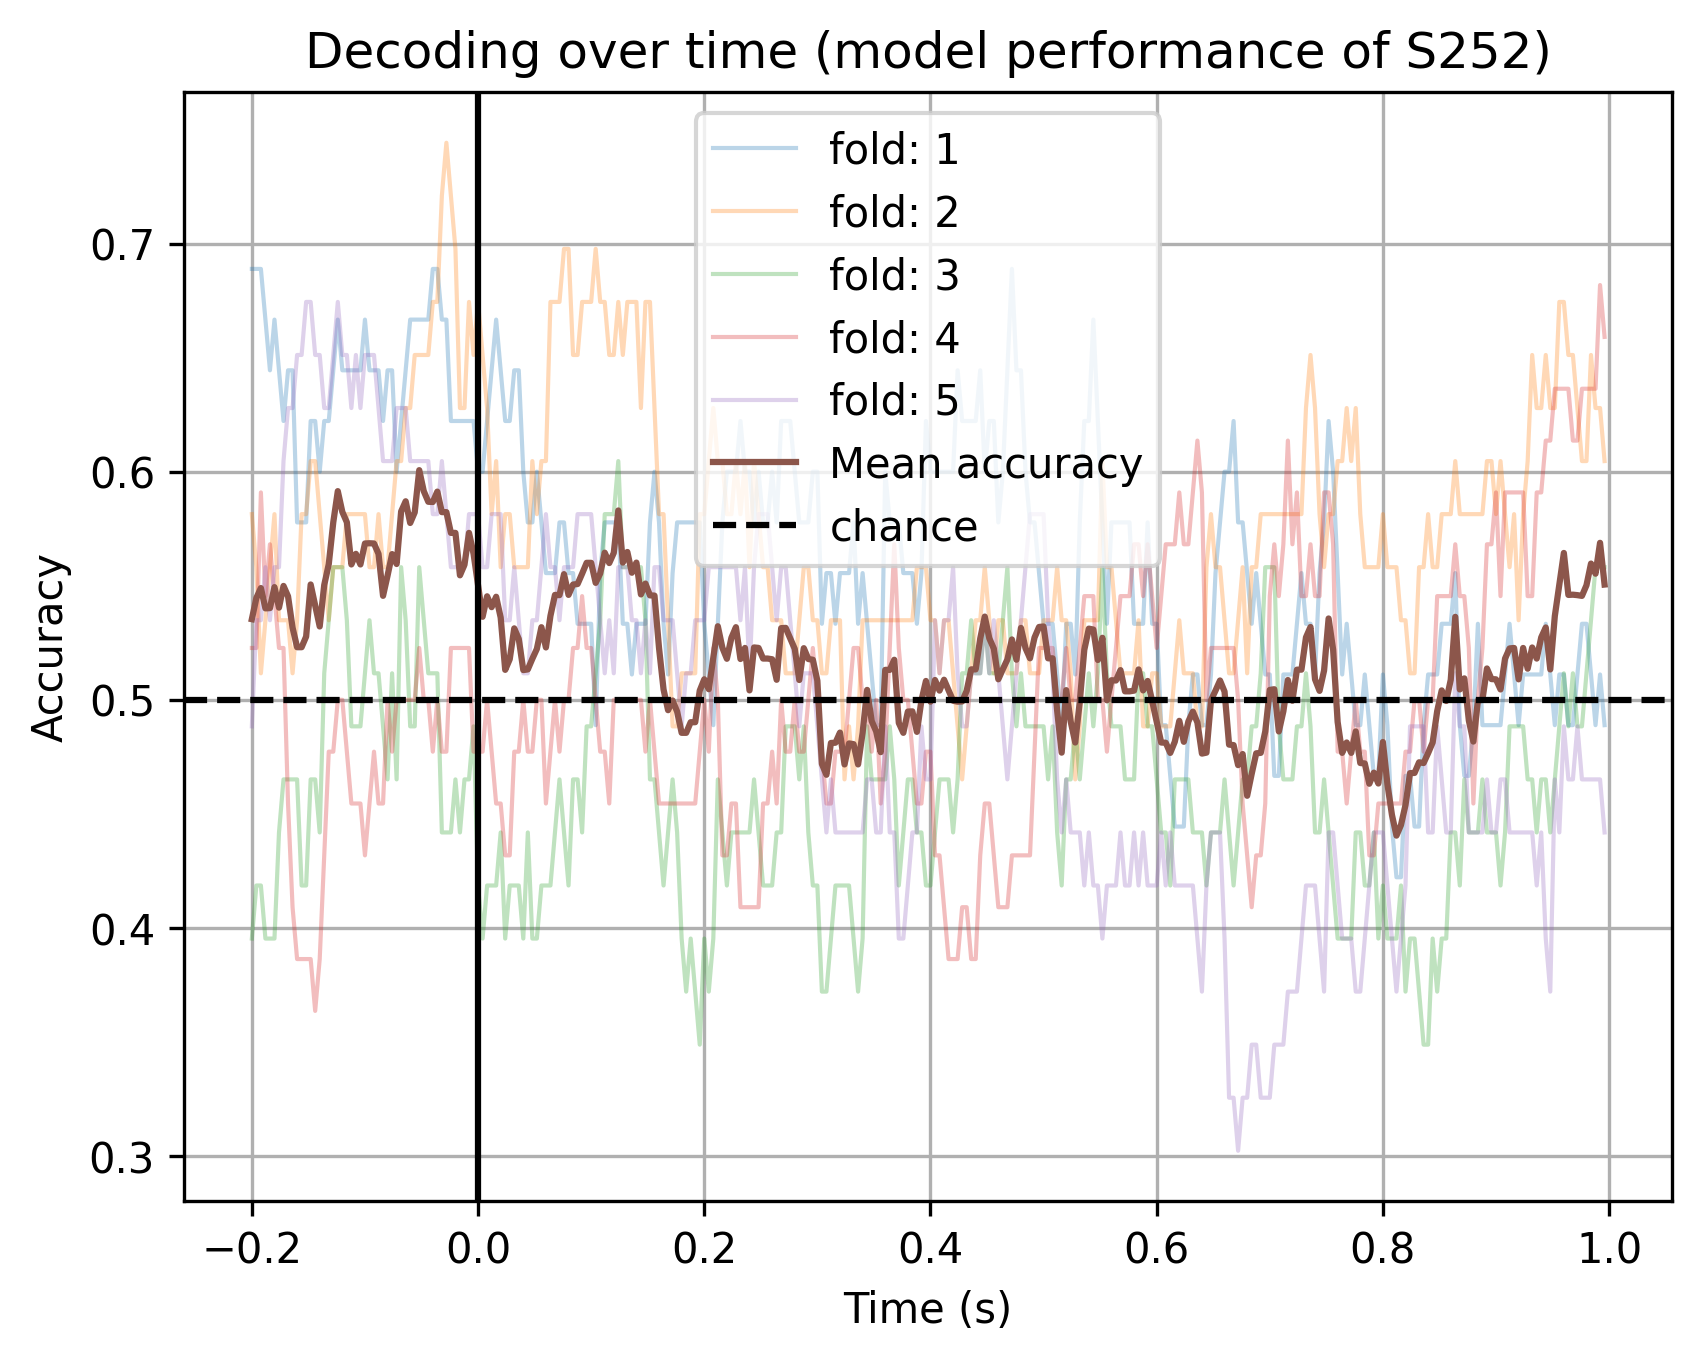 Decoding over time (model performance of S252)
fold: 1
fold: 2
fold: 3
fold: 4
fold: 5
Mean accuracy
chance
0.7
0.6
0.5
0.4
0.3
Accuracy
−0.2 0.0 0.2 0.4 0.6 0.8 1.0
Time (s)